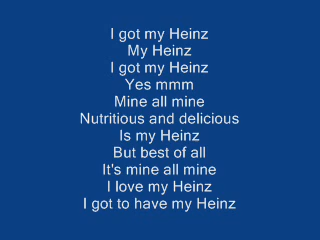 I got my Heinz
My Heinz
I got my Heinz
Yes mmm
Mine all mine
Nutritious and delicious
Is my Heinz
But best of all
It's mine all mine
I love my Heinz
I got to have my Heinz